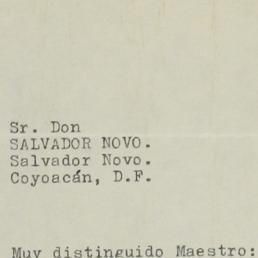 Sr. Don
SALVADOR NOVO.
Salvador Novo.
Coyoacán, D.F.
Muy distinguido Maestro: